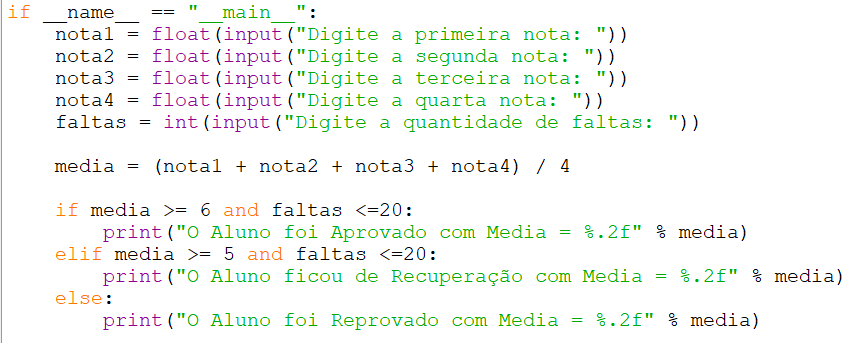 if __name__ == "__main__":
    nota1 = float(input("Digite a primeira nota: "))
    nota2 = float(input("Digite a segunda nota: "))
    nota3 = float(input("Digite a terceira nota: "))
    nota4 = float(input("Digite a quarta nota: "))
    faltas = int(input("Digite a quantidade de faltas: "))

    media = (nota1 + nota2 + nota3 + nota4) / 4

    if media >= 6 and faltas <=20:
        print("O Aluno foi Aprovado com Media = %.2f" % media)
    elif media >= 5 and faltas <=20:
        print("O Aluno ficou de Recuperação com Media = %.2f" % media)
    else:
        print("O Aluno foi Reprovado com Media = %.2f" % media)